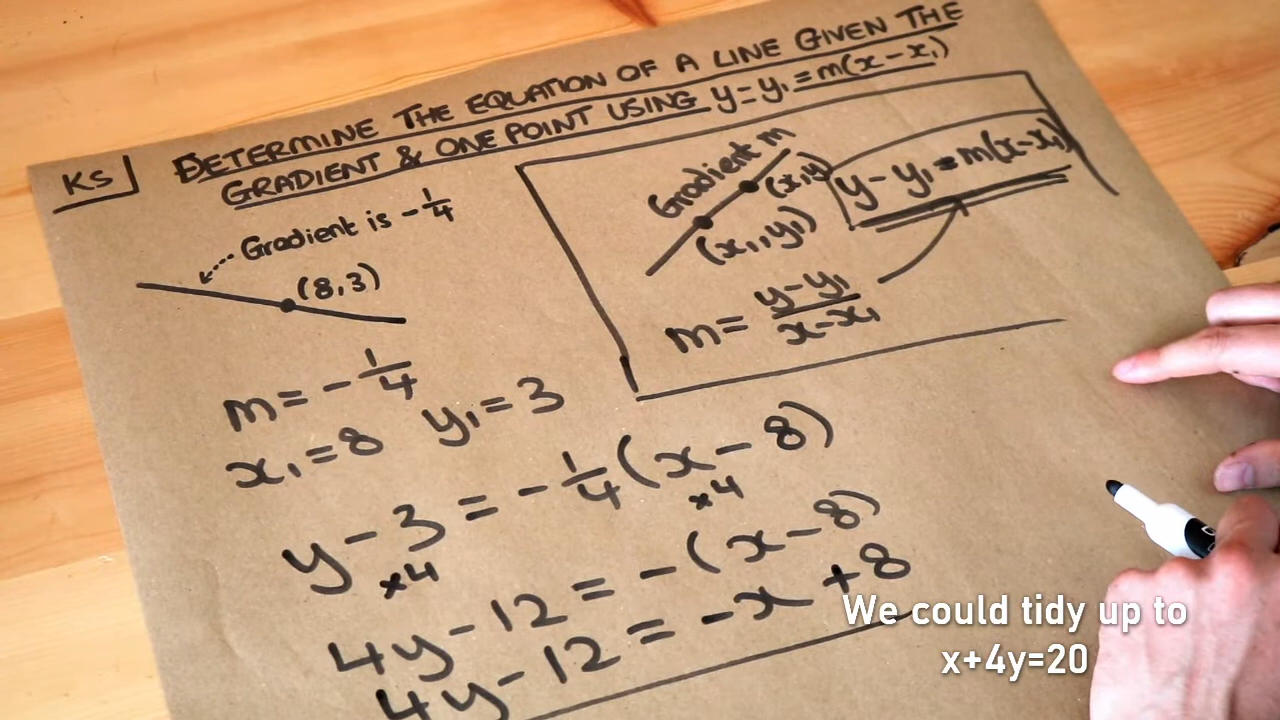 KS
DETERMINE THE EQUATION OF A LINE GIVEN THE
GRADIENT & ONE POINT USING y=y₁=m(x-x₁)
Gradient is -1/4
(8,3)
Gradient m
(x,y)
(x₁,y₁)
y-y₁=m(x-x₁)
m= y-y₁/x-x₁
m=-1/4
x₁=8 y₁=3
y-3=-1/4(x-8)
×4 ×4
4y-12=-(x-8)
4y-12=-x+8
We could tidy up to
x+4y=20